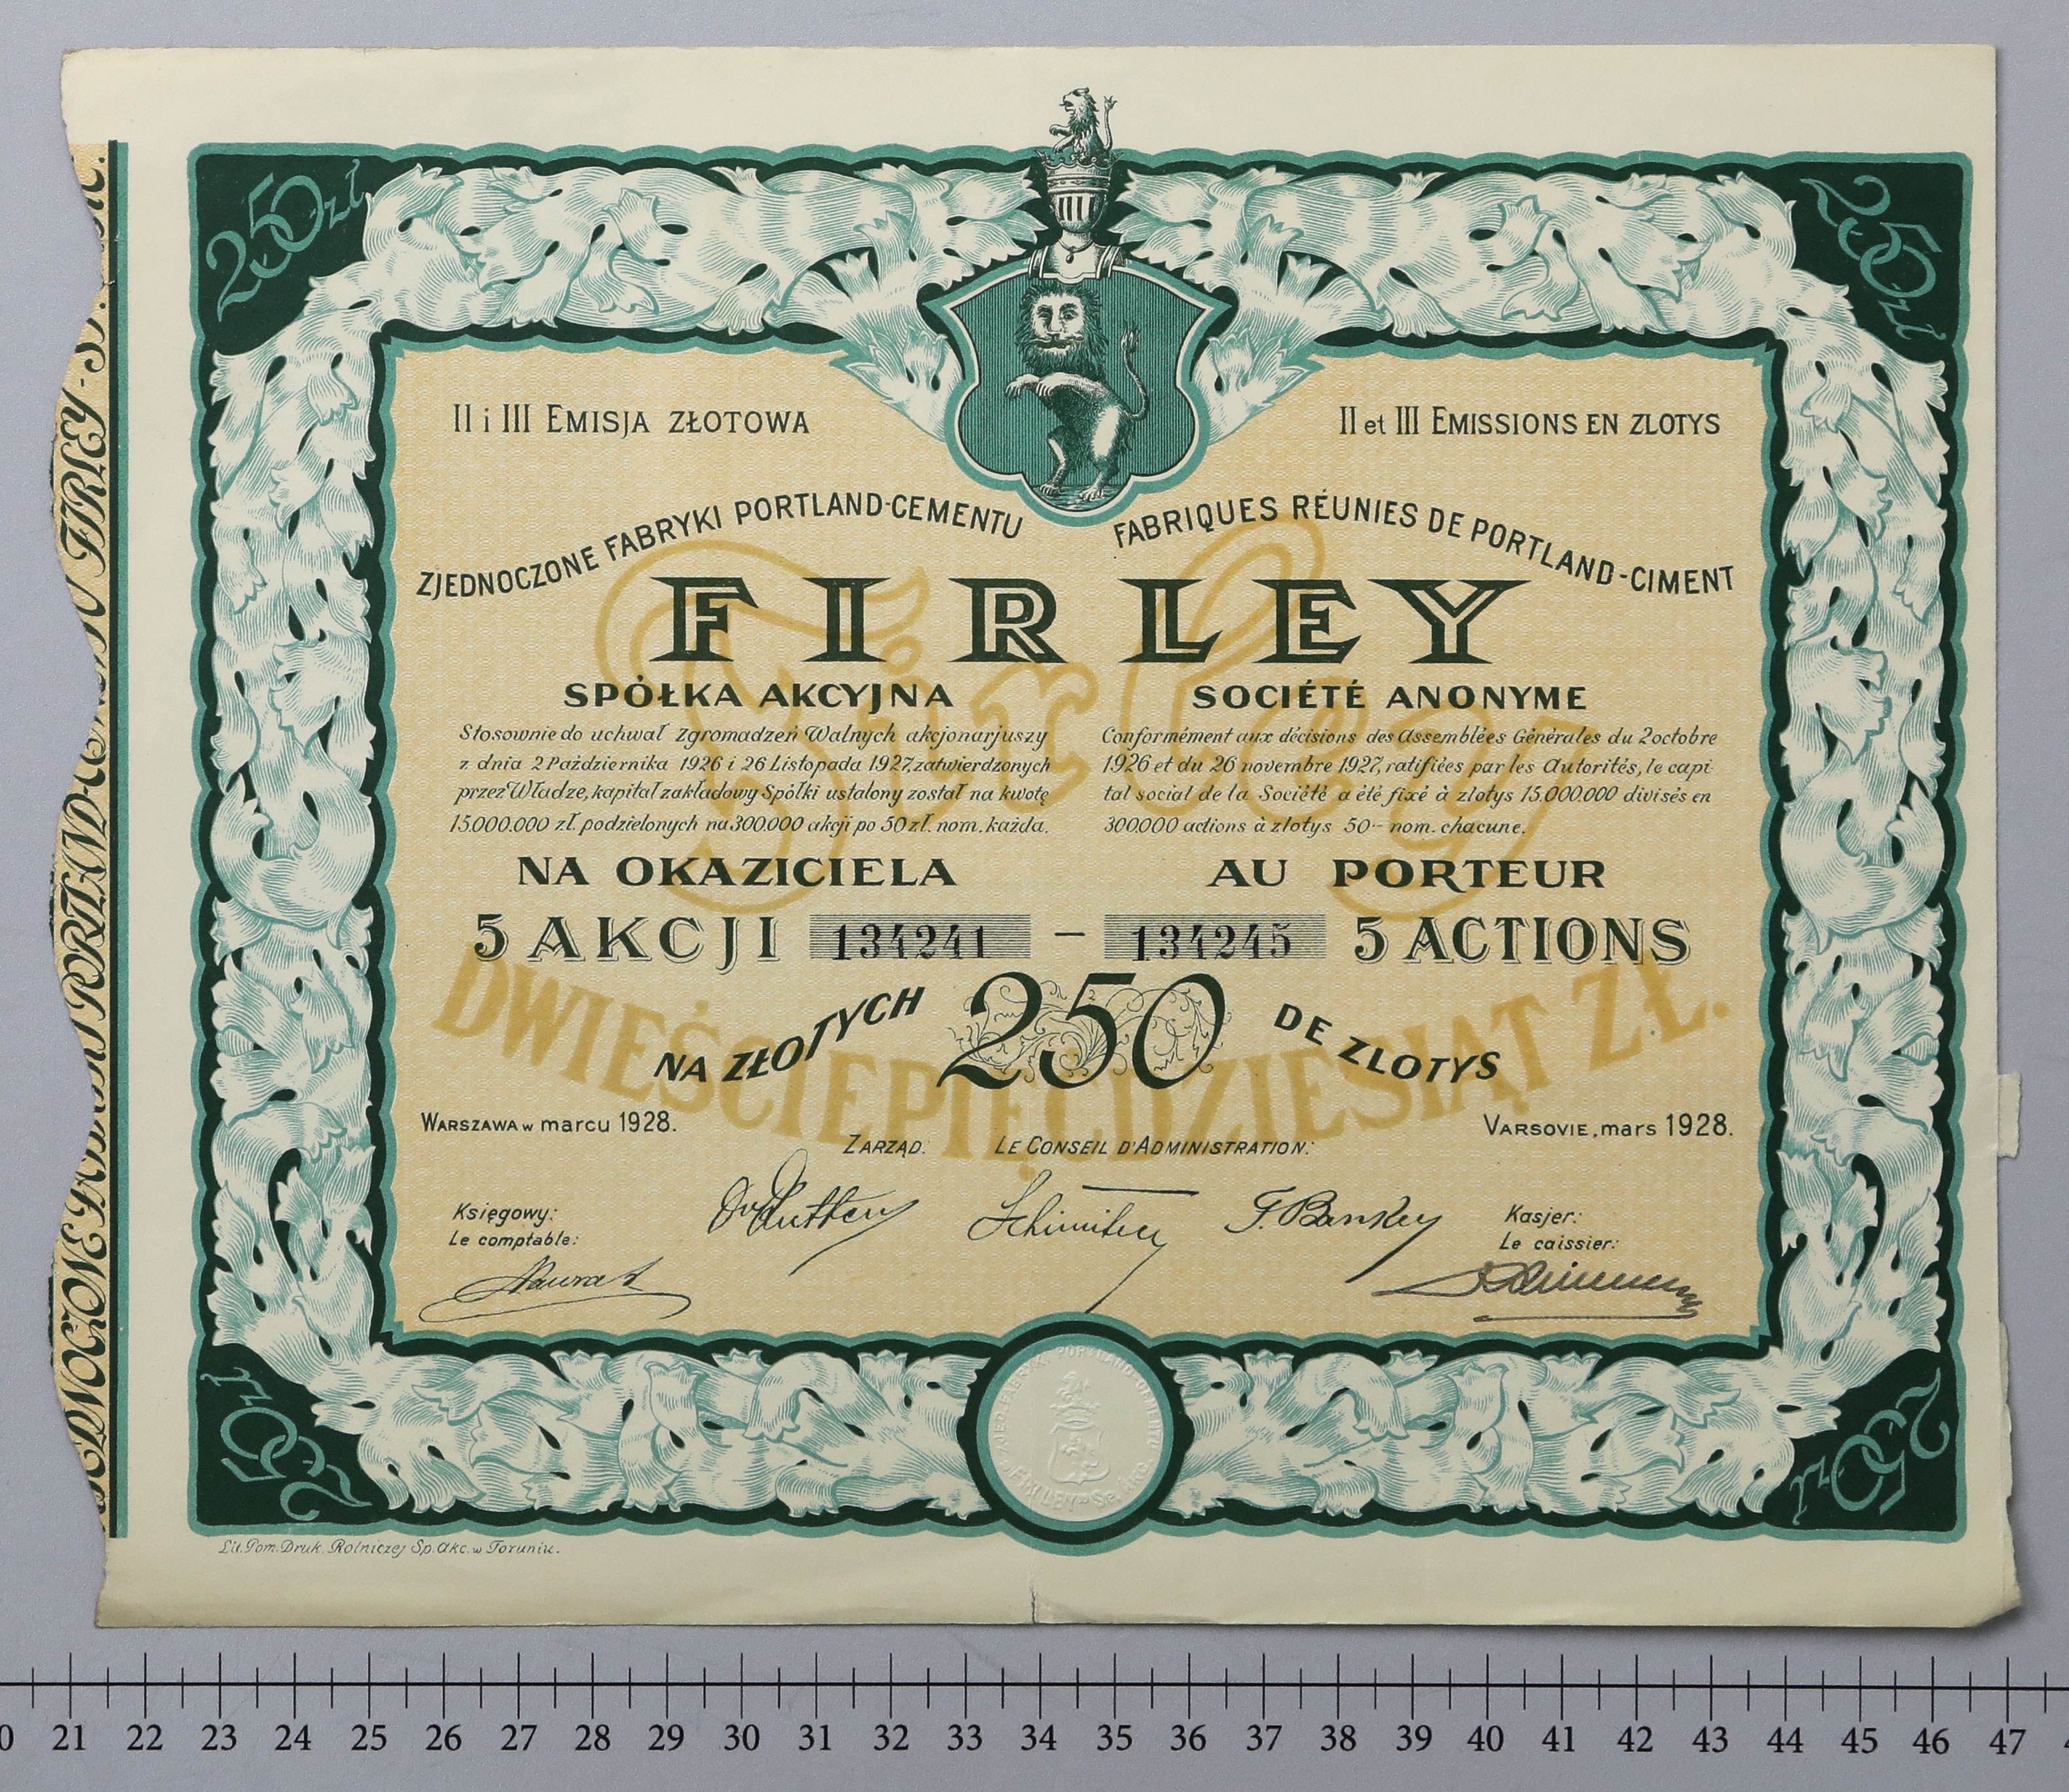 250 zł
250 zł
II i III EMISJA ZŁOTOWA
II et III EMISSIONS EN ZLOTYS
ZJEDNOCZONE FABRYKI PORTLAND-CEMENTU
FABRIQUES RÉUNIES DE PORTLAND-CIMENT
FIRLEY
Firley
SPÓŁKA AKCYJNA
SOCIÉTÉ ANONYME
Stosownie do uchwał Zgromadzeń Walnych akcjonarjuszy
z dnia 2 Października 1926 i 26 Listopada 1927, zatwierdzonych
przez Władze, kapitał zakładowy Spółki ustalony został na kwotę
15.000.000 zł. podzielonych na 300.000 akcji po 50 zł. nom. każda.
Conformément aux décisions des Assemblées Générales du 2 octobre
1926 et du 26 novembre 1927, ratifiées par les Autorités, le capi
tal social de la Société a été fixé à zlotys 15.000.000 divisés en
300.000 actions à zlotys 50.- nom. chacune.
NA OKAZICIELA
AU PORTEUR
5 AKCJI 134241 – 134245 5 ACTIONS
NA ZŁOTYCH 250 DE ZLOTYS
DWIEŚCIEPIĘĆDZIESIĄT ZŁ.
WARSZAWA w marcu 1928.
VARSOVIE, mars 1928.
ZARZĄD:
LE CONSEIL D'ADMINISTRATION:
Księgowy:
Le comptable:
Kasjer:
Le caissier:
250 zł
250 zł
Lit. Pom. Druk. Rolniczej Sp. Akc. w Toruniu.
FIRLEY - S
21 22 23 24 25 26 27 28 29 30 31 32 33 34 35 36 37 38 39 40 41 42 43 44 45 46 47